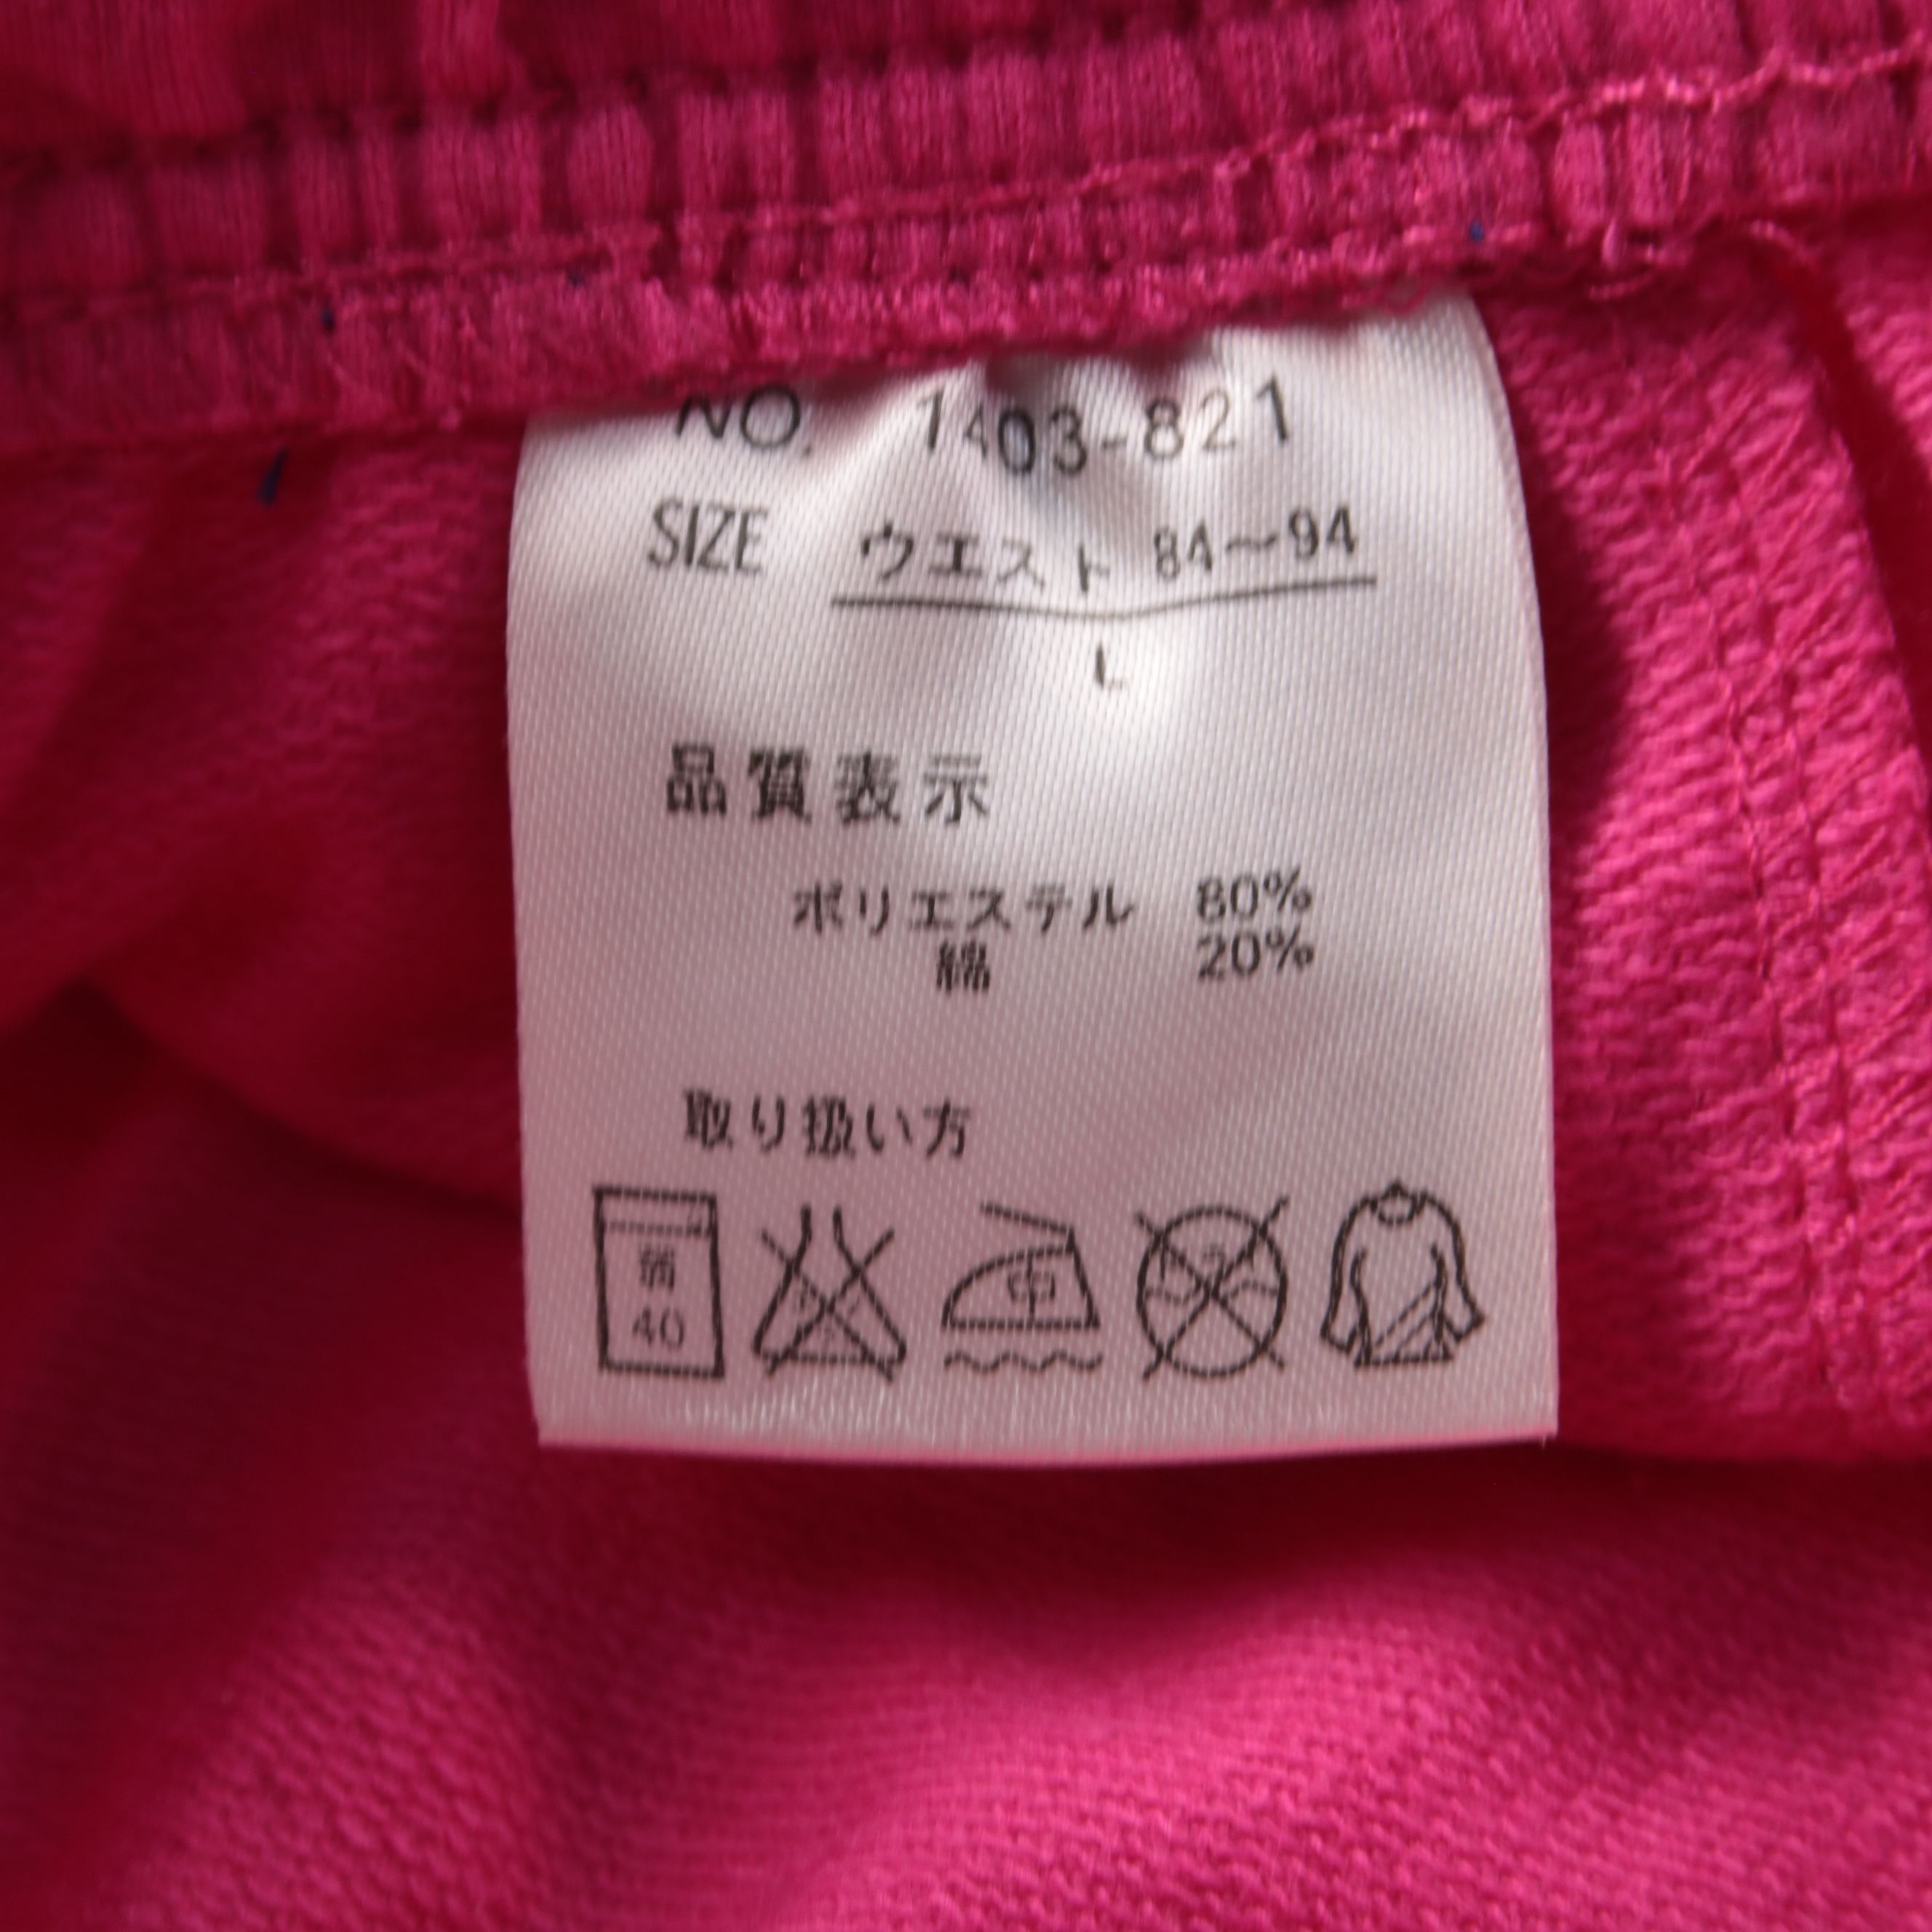 NO. 1403-821
SIZE ウエスト 84～94
L
品質表示
ポリエステル 80%
綿 20%
取り扱い方
弱 中
40